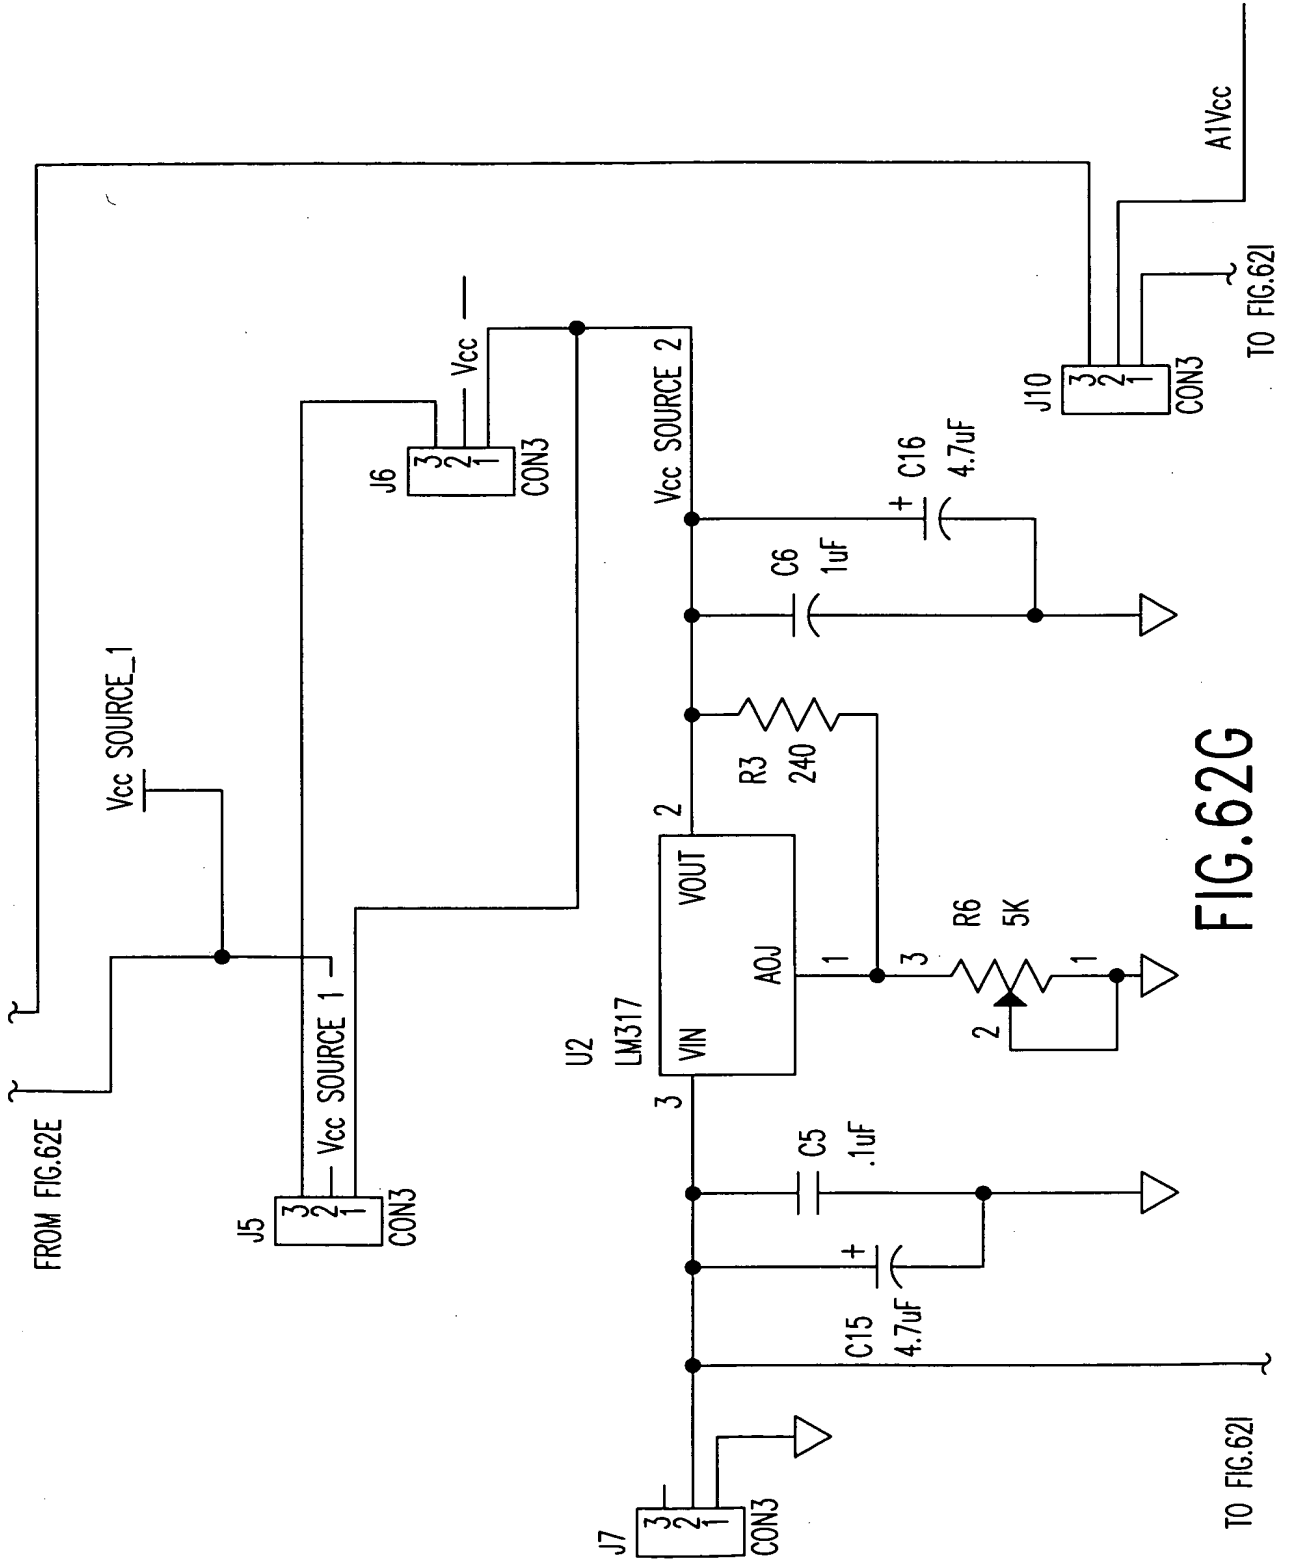 FROM FIG.62E
Vcc SOURCE_1
A1Vcc
J5
3
2
1
CON3
Vcc SOURCE 1
J6
3
2
1
CON3
Vcc
Vcc SOURCE 2
J10
3
2
1
CON3
TO FIG.62I
U2
LM317
VIN
VOUT
AOJ
3
2
1
R3
240
C6
1uF
+
C16
4.7uF
3
R6
5K
2
1
C5
.1uF
+
C15
4.7uF
J7
3
2
1
CON3
TO FIG.62I
FIG.62G